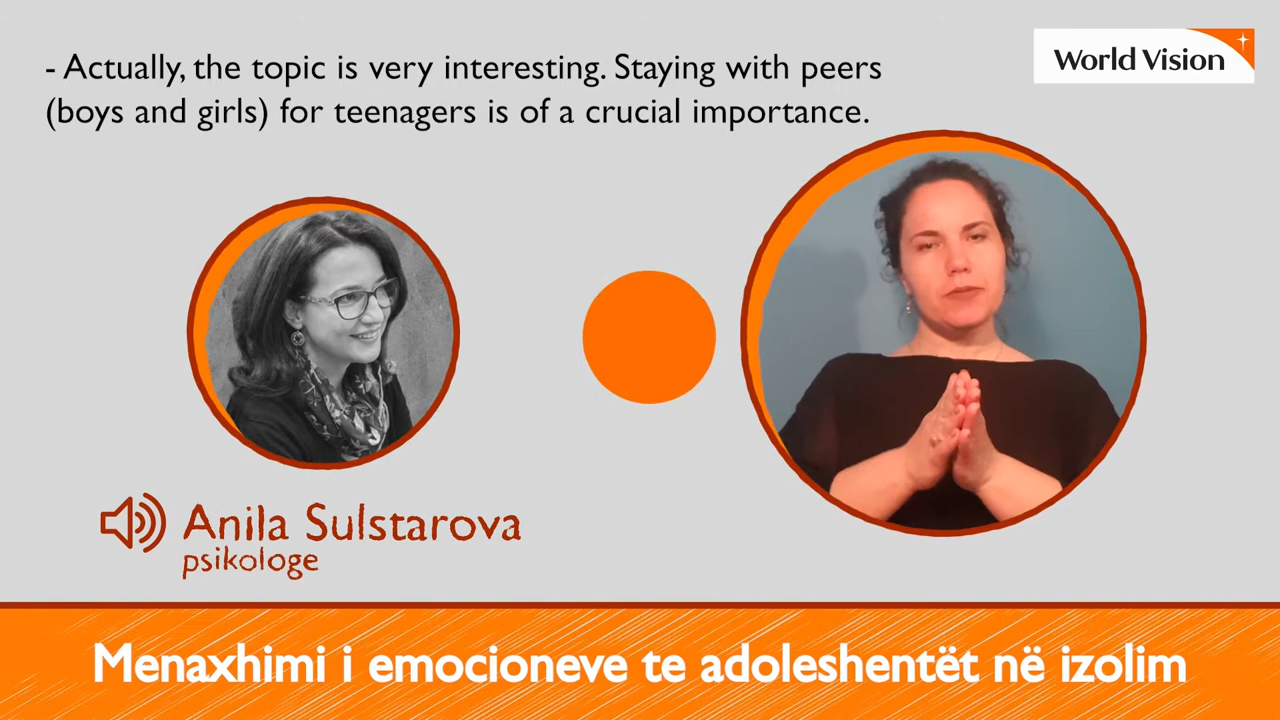 - Actually, the topic is very interesting. Staying with peers
(boys and girls) for teenagers is of a crucial importance.
World Vision
Anila Sulstarova
psikologe
Menaxhimi i emocioneve te adoleshentët në izolim